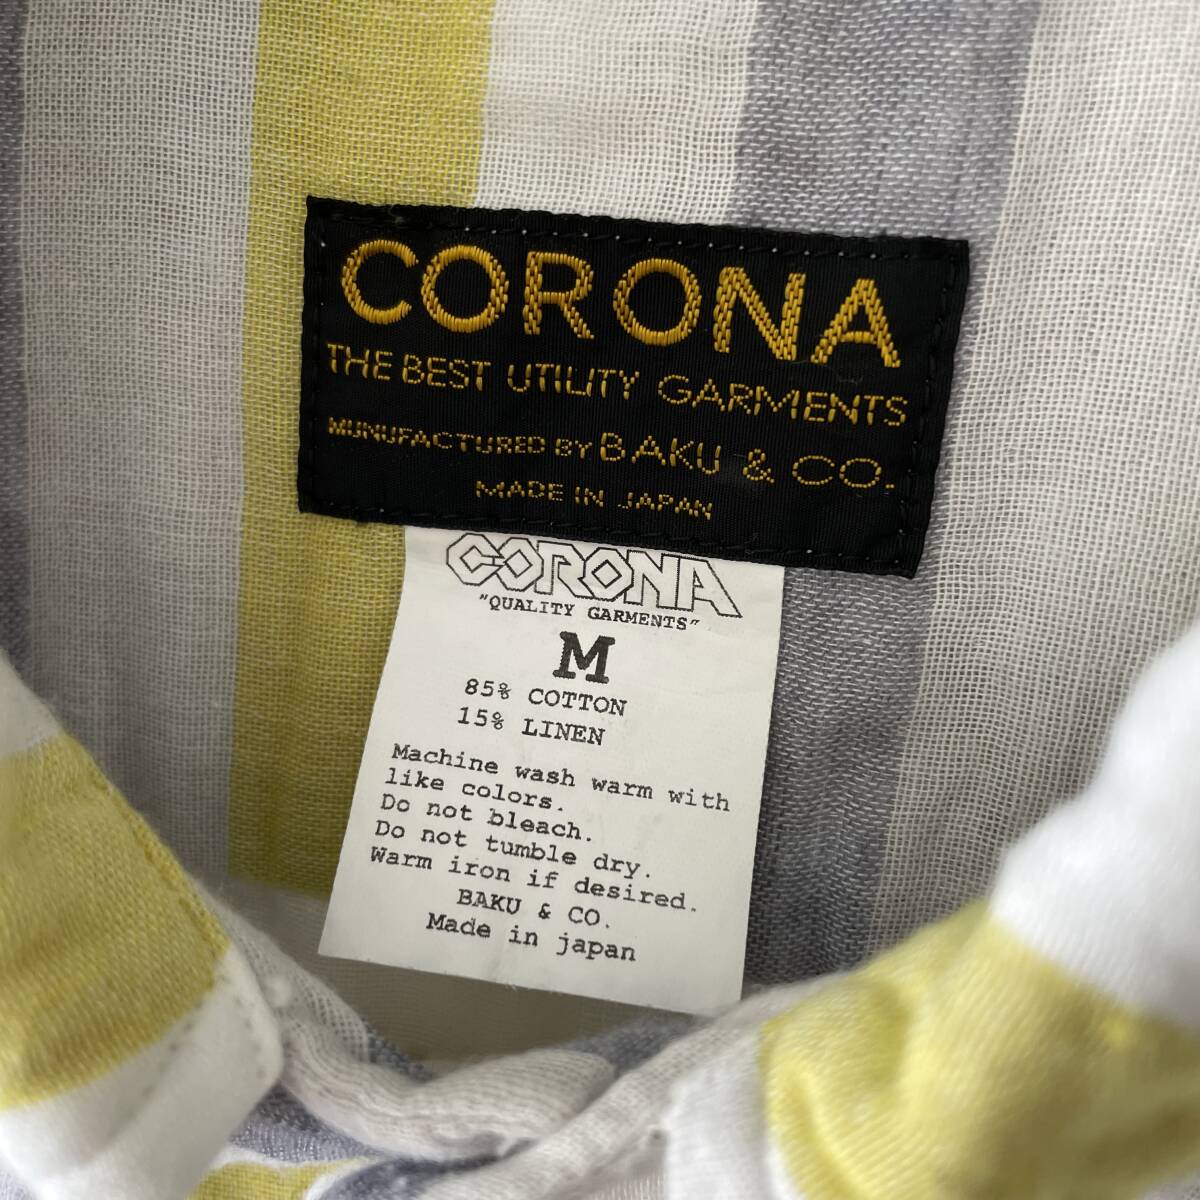 CORONA
THE BEST UTILITY GARMENTS
MUNUFACTURED BY BAKU & CO.
MADE IN JAPAN
CORONA
"QUALITY GARMENTS"
M
85% COTTON
15% LINEN
Machine wash warm with
like colors.
Do not bleach.
Do not tumble dry.
Warm iron if desired.
BAKU & CO.
Made in japan